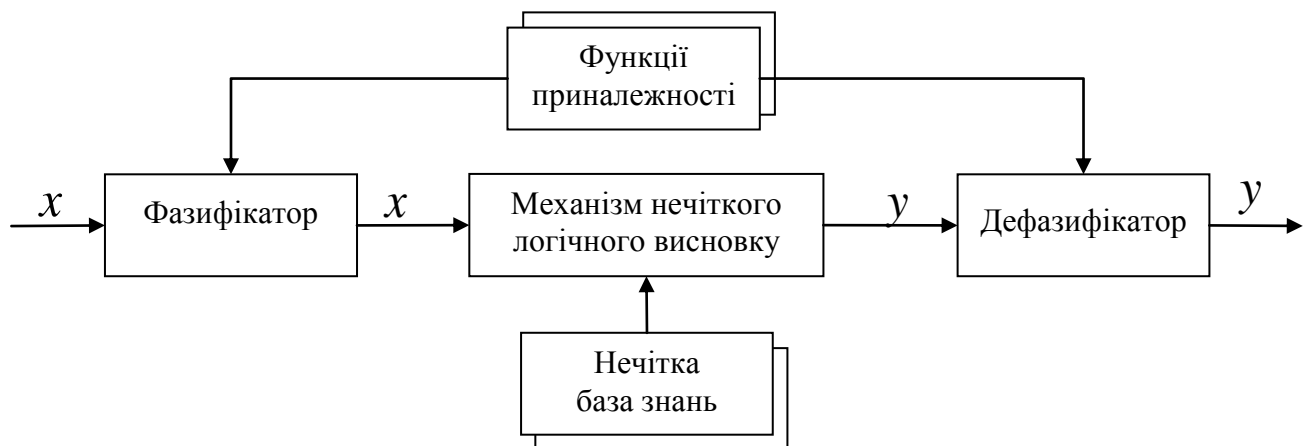 Функції
приналежності
x
Фазифікатор
x
Механізм нечіткого
логічного висновку
y
Дефазифікатор
y
Нечітка
база знань